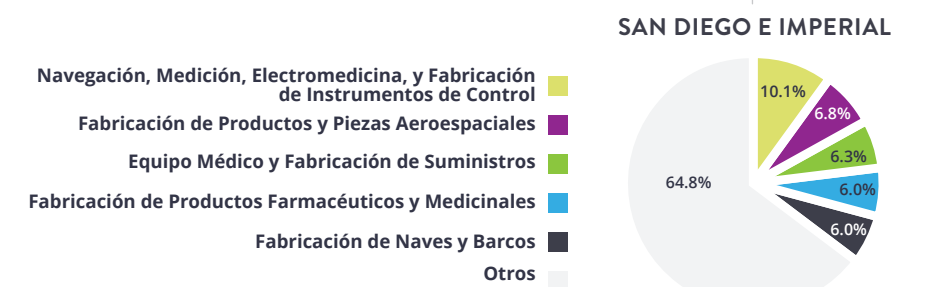 SAN DIEGO E IMPERIAL
Navegación, Medición, Electromedicina, y Fabricación
de Instrumentos de Control
Fabricación de Productos y Piezas Aeroespaciales
Equipo Médico y Fabricación de Suministros
Fabricación de Productos Farmacéuticos y Medicinales
Fabricación de Naves y Barcos
Otros
10.1%
6.8%
6.3%
6.0%
6.0%
64.8%